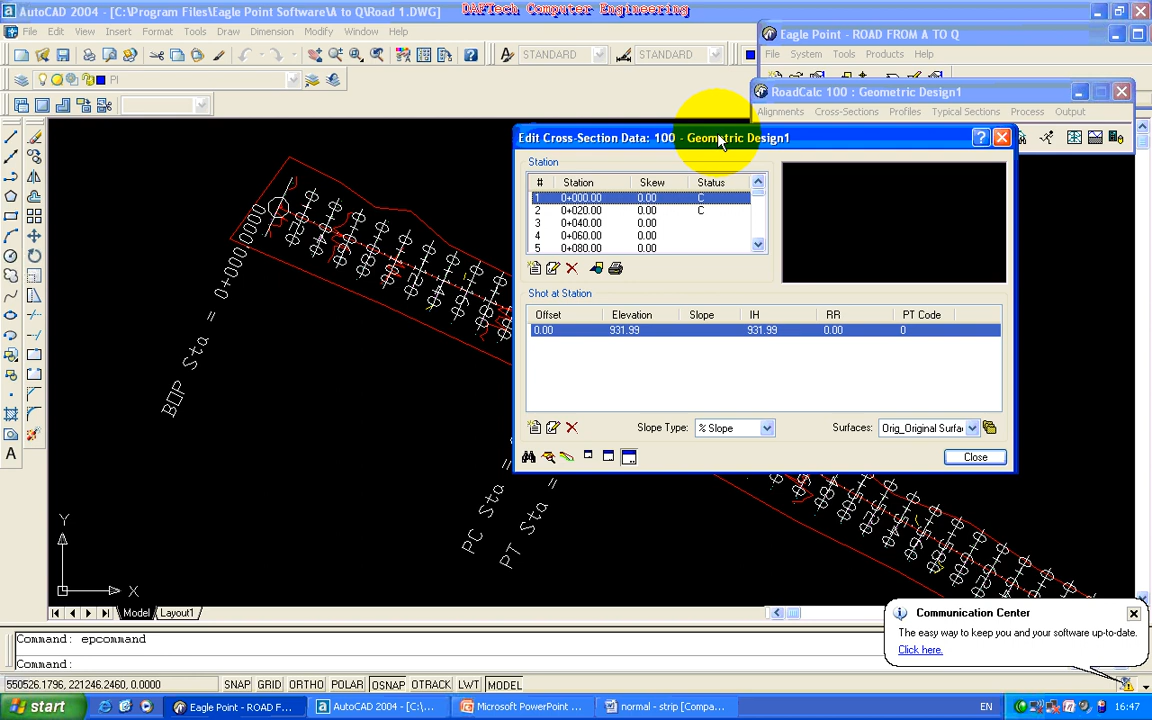 AutoCAD 2004 - [C:\Program Files\Eagle Point Software\A to Q\Road 1.DWG]
DAFTech Computer Engineering
File Edit View Insert Format Tools Draw Dimension Modify Window Help
Eagle Point - ROAD FROM A TO Q
File System Tools Products Help
STANDARD
STANDARD
PI
RoadCalc 100 : Geometric Design1
Alignments Cross-Sections Profiles Typical Sections Process Output
Edit Cross-Section Data: 100 - Geometric Design1
Station
# Station Skew Status
1 0+000.00 0.00 C
2 0+020.00 0.00 C
3 0+040.00 0.00
4 0+060.00 0.00
5 0+080.00 0.00
Shot at Station
Offset Elevation Slope IH RR PT Code
0.00 931.99 931.99 0.00 0
Slope Type: % Slope Surfaces: Orig_Original Surfa
Close
BOP Sta = 0+000.0000
PC Sta =
PT Sta =
Y
X
Model Layout1
Communication Center
The easy way to keep you and your software up-to-date.
Click here.
Command: epcommand
Command:
550526.1796, 221246.2460, 0.0000 SNAP GRID ORTHO POLAR OSNAP OTRACK LWT MODEL
start Eagle Point - ROAD F... AutoCAD 2004 - [C:\... Microsoft PowerPoint ... normal - strip [Compa... EN 16:47